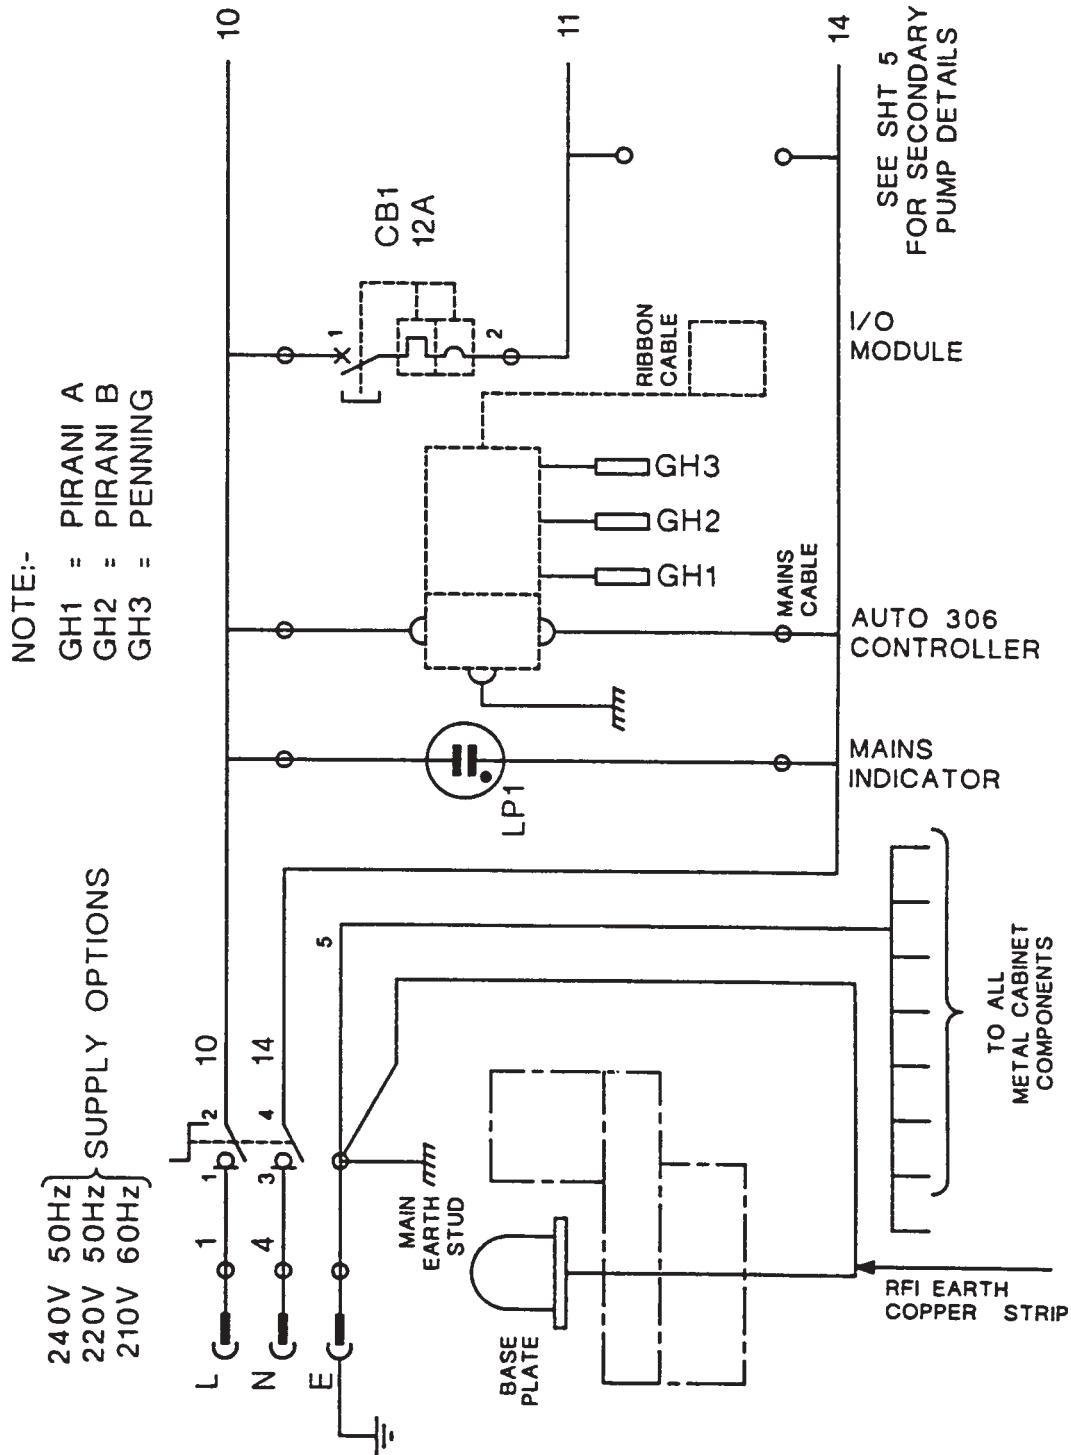 NOTE:-
GH1 = PIRANI A
GH2 = PIRANI B
GH3 = PENNING
240V 50Hz
220V 50Hz
210V 60Hz
SUPPLY OPTIONS
L
1
1
2
10
10
N
4
3
4
14
E
5
MAIN
EARTH
STUD
BASE
PLATE
RFI EARTH
COPPER STRIP
TO ALL
METAL CABINET
COMPONENTS
LP1
MAINS
INDICATOR
GH1
GH2
GH3
MAINS
CABLE
AUTO 306
CONTROLLER
RIBBON
CABLE
I/O
MODULE
1
2
CB1
12A
11
14
SEE SHT 5
FOR SECONDARY
PUMP DETAILS